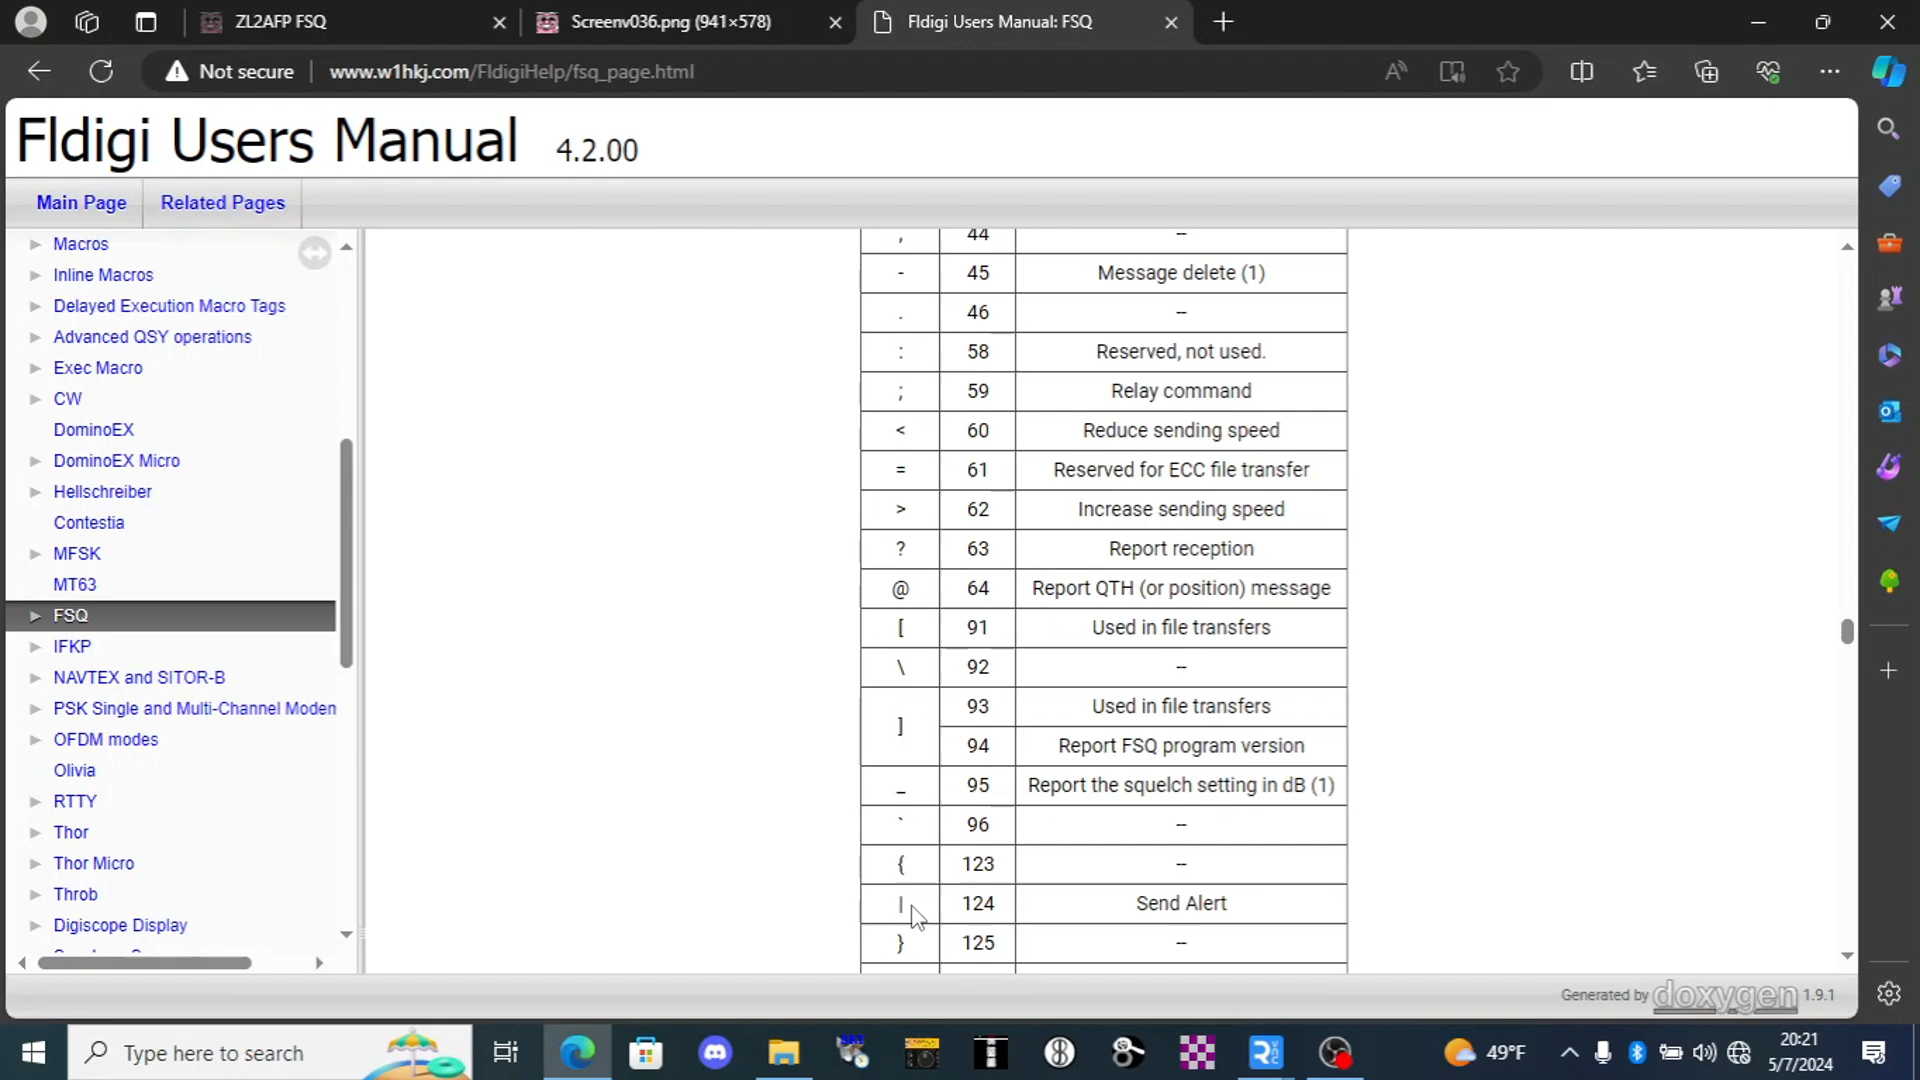 ZL2AFP FSQ
Screenv036.png (941×578)
Fldigi Users Manual: FSQ
Not secure
www.w1hkj.com/FldigiHelp/fsq_page.html
Fldigi Users Manual 4.2.00
Main Page
Related Pages
Macros
Inline Macros
Delayed Execution Macro Tags
Advanced QSY operations
Exec Macro
CW
DominoEX
DominoEX Micro
Hellschreiber
Contestia
MFSK
MT63
FSQ
IFKP
NAVTEX and SITOR-B
PSK Single and Multi-Channel Moden
OFDM modes
Olivia
RTTY
Thor
Thor Micro
Throb
Digiscope Display
, 44 --
- 45 Message delete (1)
. 46 --
: 58 Reserved, not used.
; 59 Relay command
< 60 Reduce sending speed
= 61 Reserved for ECC file transfer
> 62 Increase sending speed
? 63 Report reception
@ 64 Report QTH (or position) message
[ 91 Used in file transfers
\ 92 --
] 93 Used in file transfers
94 Report FSQ program version
_ 95 Report the squelch setting in dB (1)
` 96 --
{ 123 --
| 124 Send Alert
} 125 --
Generated by doxygen 1.9.1
Type here to search
49°F
20:21
5/7/2024